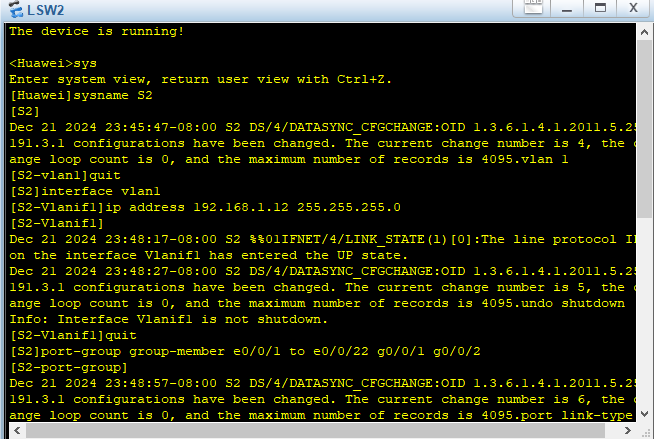 LSW2
The device is running!
<Huawei>sys
Enter system view, return user view with Ctrl+Z.
[Huawei]sysname S2
[S2]
Dec 21 2024 23:45:47-08:00 S2 DS/4/DATASYNC_CFGCHANGE:OID 1.3.6.1.4.1.2011.5.25
191.3.1 configurations have been changed. The current change number is 4, the c
ange loop count is 0, and the maximum number of records is 4095.vlan 1
[S2-vlan1]quit
[S2]interface vlan1
[S2-Vlanif1]ip address 192.168.1.12 255.255.255.0
[S2-Vlanif1]
Dec 21 2024 23:48:17-08:00 S2 %%01IFNET/4/LINK_STATE(l)[0]:The line protocol I
on the interface Vlanif1 has entered the UP state.
Dec 21 2024 23:48:27-08:00 S2 DS/4/DATASYNC_CFGCHANGE:OID 1.3.6.1.4.1.2011.5.25
191.3.1 configurations have been changed. The current change number is 5, the c
ange loop count is 0, and the maximum number of records is 4095.undo shutdown
Info: Interface Vlanif1 is not shutdown.
[S2-Vlanif1]quit
[S2]port-group group-member e0/0/1 to e0/0/22 g0/0/1 g0/0/2
[S2-port-group]
Dec 21 2024 23:48:57-08:00 S2 DS/4/DATASYNC_CFGCHANGE:OID 1.3.6.1.4.1.2011.5.25
191.3.1 configurations have been changed. The current change number is 6, the c
ange loop count is 0, and the maximum number of records is 4095.port link-type